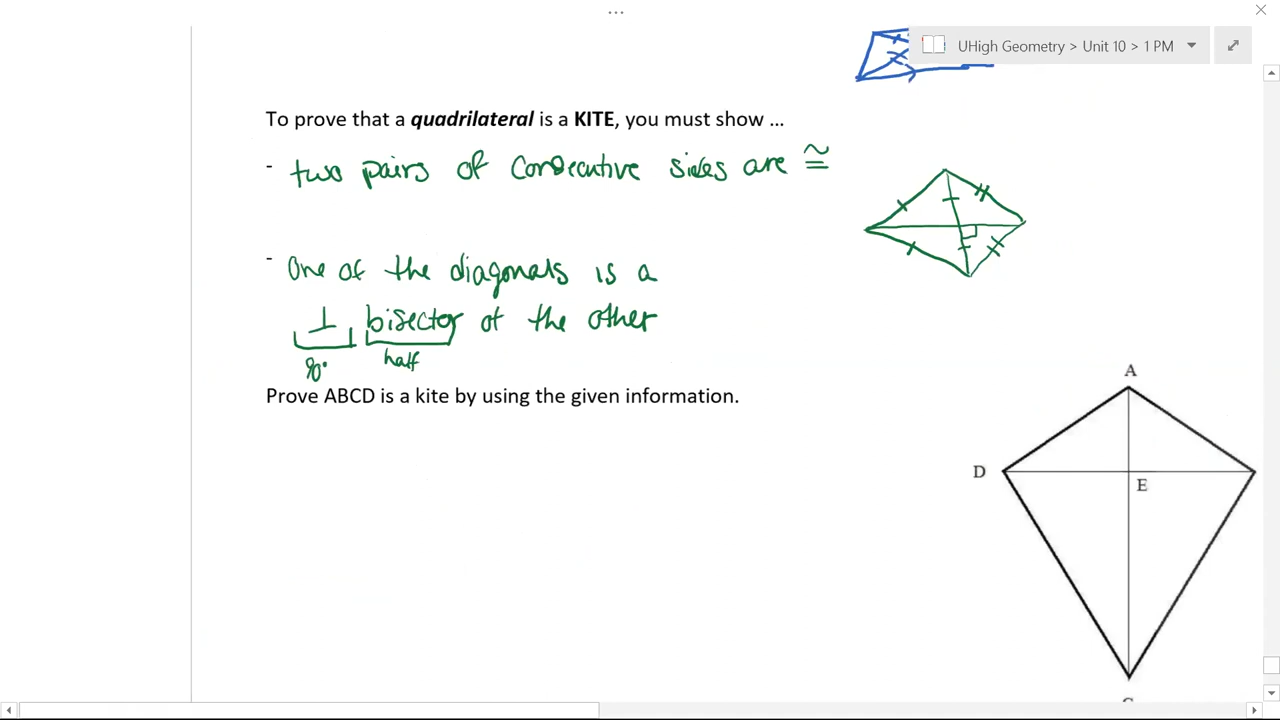 UHigh Geometry > Unit 10 > 1 PM
To prove that a quadrilateral is a KITE, you must show ...
- two pairs of consecutive sides are ≅
- One of the diagonals is a
⊥ bisector of the other
90° half
Prove ABCD is a kite by using the given information.
A
D
E